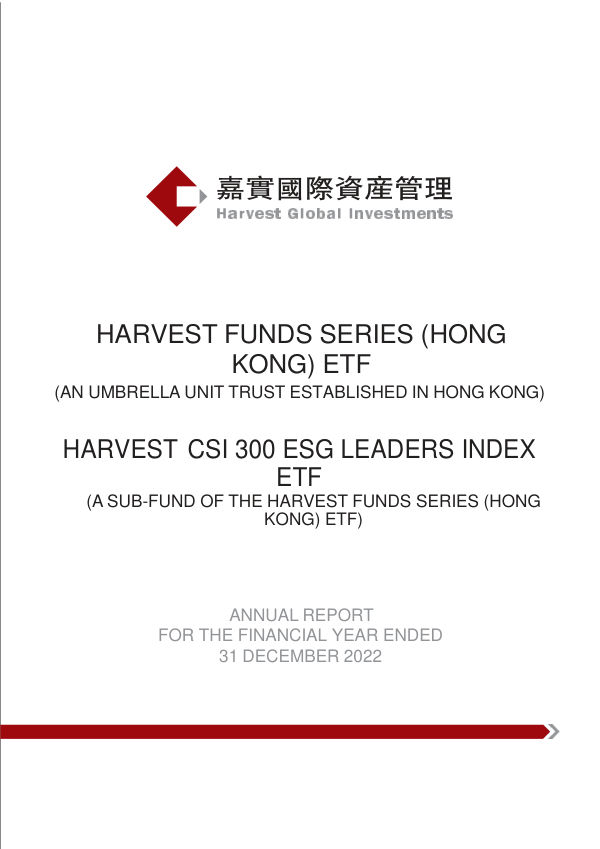 嘉實國際資產管理
Harvest Global Investments
HARVEST FUNDS SERIES (HONG
KONG) ETF
(AN UMBRELLA UNIT TRUST ESTABLISHED IN HONG KONG)
HARVEST CSI 300 ESG LEADERS INDEX
ETF
(A SUB-FUND OF THE HARVEST FUNDS SERIES (HONG
KONG) ETF)
ANNUAL REPORT
FOR THE FINANCIAL YEAR ENDED
31 DECEMBER 2022